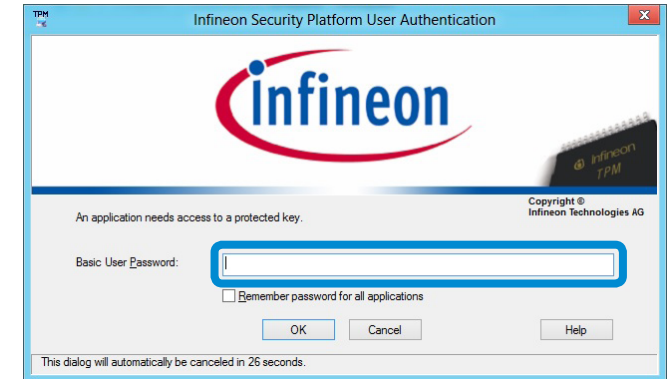 TPM
Infineon Security Platform User Authentication
infineon
infineon
TPM
Copyright ©
Infineon Technologies AG
An application needs access to a protected key.
Basic User Password:
Remember password for all applications
OK Cancel Help
This dialog will automatically be canceled in 26 seconds.